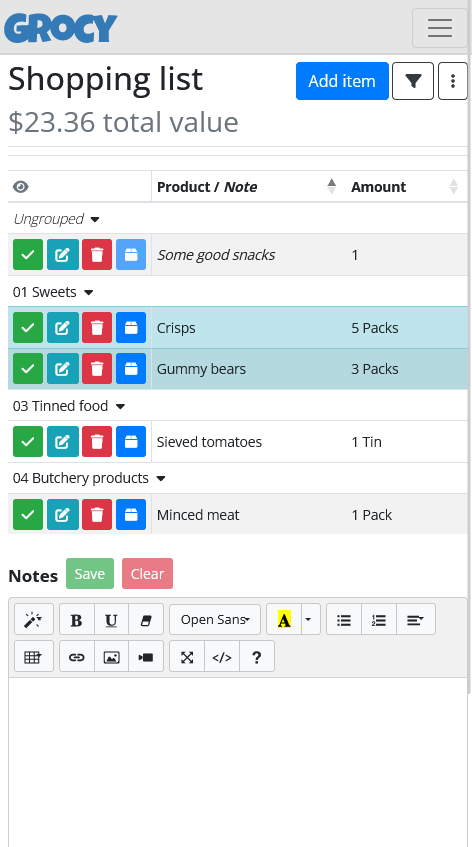 GROCY
Shopping list
Add item
$23.36 total value
Product / Note Amount
Ungrouped
Some good snacks 1
01 Sweets
Crisps 5 Packs
Gummy bears 3 Packs
03 Tinned food
Sieved tomatoes 1 Tin
04 Butchery products
Minced meat 1 Pack
Notes Save Clear
B U Open Sans A
</> ?